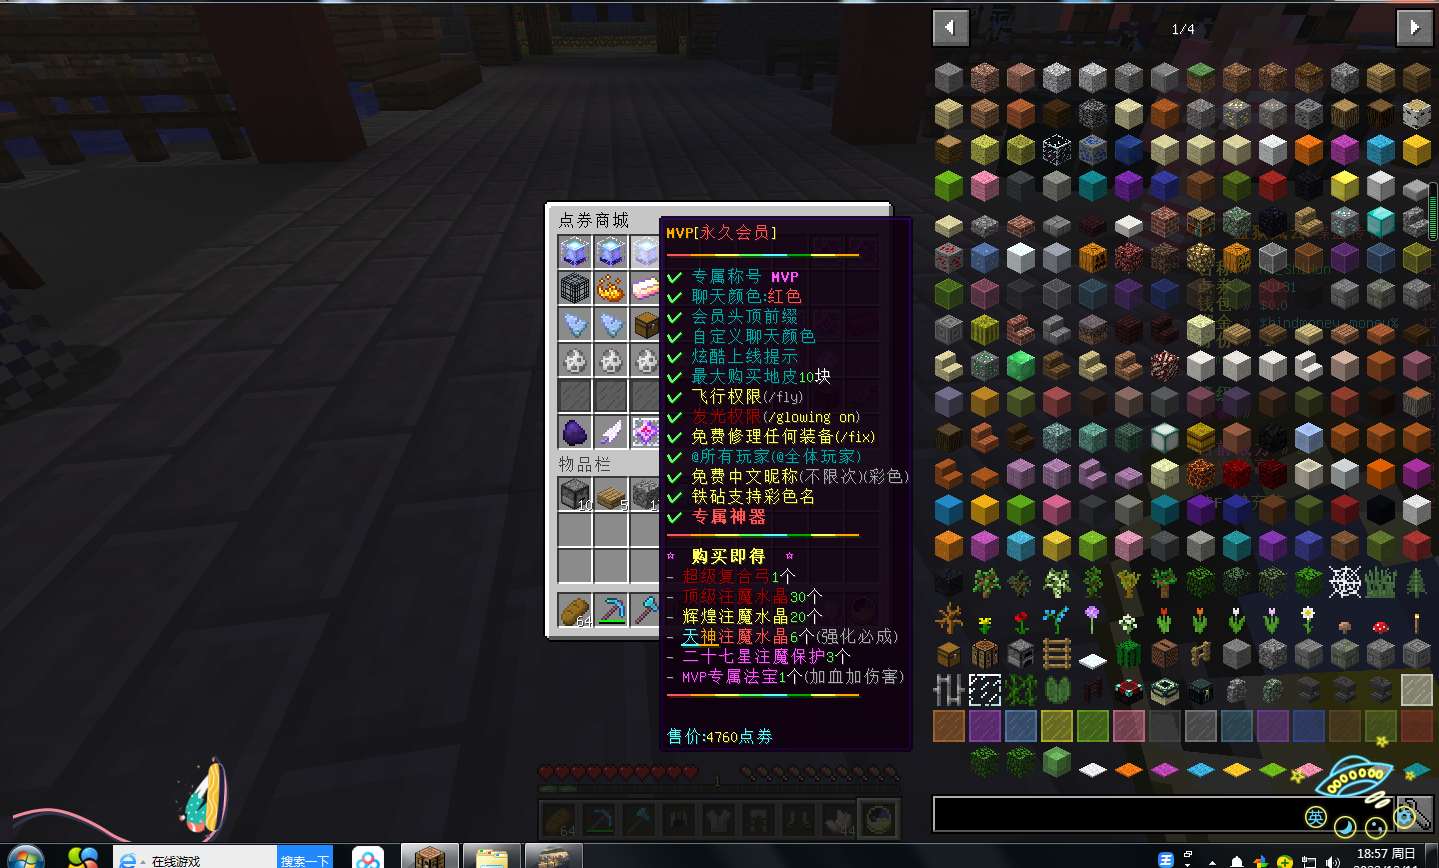 1/4
点券商城
MVP[永久会员]
专属称号 MVP
聊天颜色:红色
会员头顶前缀
自定义聊天颜色
炫酷上线提示
最大购买地皮10块
飞行权限(/fly)
发光权限(/glowing on)
免费修理任何装备(/fix)
@所有玩家(@全体玩家)
免费中文昵称(不限次)(彩色)
铁砧支持彩色名
专属神器
购买即得
- 超级复合弓1个
- 顶级注魔水晶30个
- 辉煌注魔水晶20个
- 天神注魔水晶6个(强化必成)
- 二十七星注魔保护3个
- MVP专属法宝1个(加血加伤害)
售价:4760点劵
物品栏
10
5
64
1
64
44
英
在线游戏
搜索一下
18:57 周日